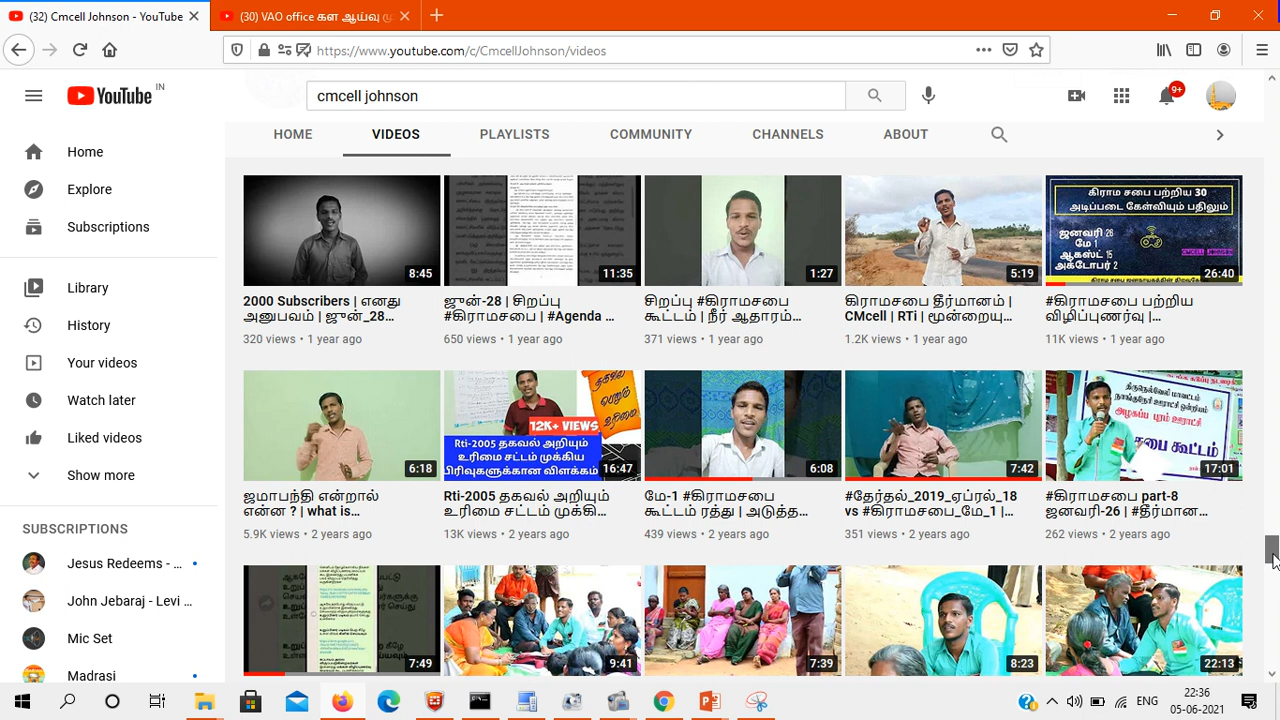 (32) Cmcell Johnson - YouTube
(30) VAO office கள ஆய்வு மு
https://www.youtube.com/c/CmcellJohnson/videos
YouTube IN
cmcell johnson
9+
HOME VIDEOS PLAYLISTS COMMUNITY CHANNELS ABOUT
Home
Explore
Subscriptions
Library
History
Your videos
Watch later
Liked videos
Show more
SUBSCRIPTIONS
Jesus Redeems - ...
John Jebaraj - Levi ...
Mic Set
Madrasi
8:45
2000 Subscribers | எனது
அனுபவம் | ஜுன்_28...
320 views • 1 year ago
11:35
ஜுன்-28 | சிறப்பு
#கிராமசபை | #Agenda ...
650 views • 1 year ago
1:27
சிறப்பு #கிராமசபை
கூட்டம் | நீர் ஆதாரம்...
371 views • 1 year ago
5:19
கிராமசபை தீர்மானம் |
CMcell | RTi | மூன்றையு...
1.2K views • 1 year ago
கிராம சபை பற்றிய 30
அடிப்படை கேள்வியும் பதிலும்
ஜனவரி 26
மே 1
ஆகஸ்ட் 15
அக்டோபர் 2
26:40
#கிராமசபை பற்றிய
விழிப்புணர்வு |...
11K views • 1 year ago
6:18
ஜமாபந்தி என்றால்
என்ன ? | what is...
5.9K views • 2 years ago
தகவல்
பெறும்
உரிமை
12K+ VIEWS
Rti-2005 தகவல் அறியும்
உரிமை சட்டம் முக்கிய
பிரிவுகளுக்கான விளக்கம்
16:47
Rti-2005 தகவல் அறியும்
உரிமை சட்டம் முக்கி...
13K views • 2 years ago
6:08
மே-1 #கிராமசபை
கூட்டம் ரத்து | அடுத்த...
439 views • 2 years ago
7:42
#தேர்தல்_2019_ஏப்ரல்_18
vs #கிராமசபை_மே_1 |...
351 views • 2 years ago
திருநெல்வேலி மாவட்டம்
சபை கூட்டம்
17:01
#கிராமசபை part-8
ஜனவரி-26 | #தீர்மான...
262 views • 2 years ago
7:49
9:41
7:39
8:23
22:13
ENG
22:36
05-06-2021